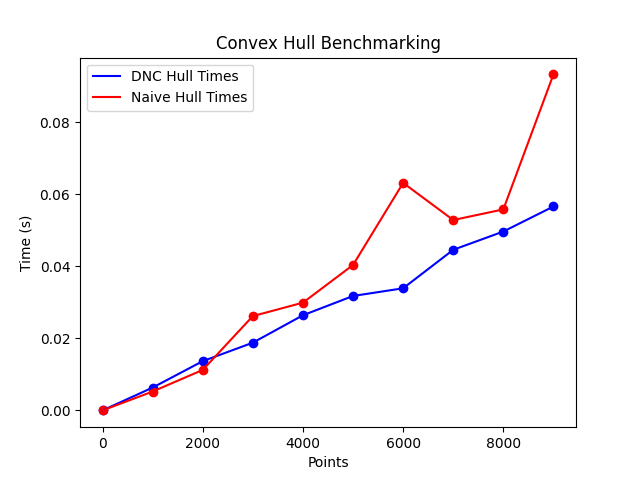 Convex Hull Benchmarking
DNC Hull Times
Naive Hull Times
Time (s)
0.08
0.06
0.04
0.02
0.00
0 2000 4000 6000 8000
Points